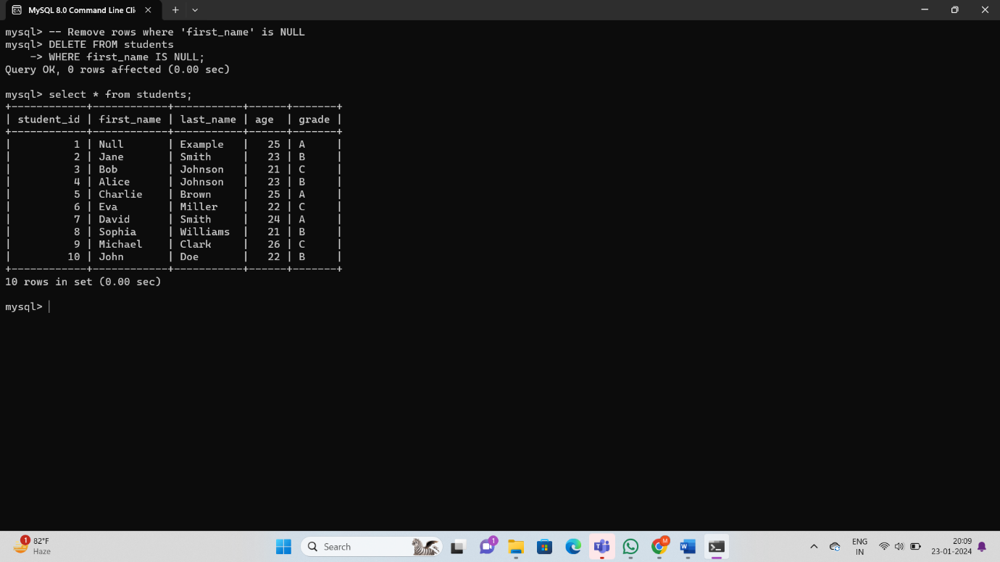 MySQL 8.0 Command Line Cli
mysql> -- Remove rows where 'first_name' is NULL
mysql> DELETE FROM students
    -> WHERE first_name IS NULL;
Query OK, 0 rows affected (0.00 sec)

mysql> select * from students;
+------------+------------+-----------+------+-------+
| student_id | first_name | last_name | age  | grade |
+------------+------------+-----------+------+-------+
|          1 | Null       | Example   |   25 | A     |
|          2 | Jane       | Smith     |   23 | B     |
|          3 | Bob        | Johnson   |   21 | C     |
|          4 | Alice      | Johnson   |   23 | B     |
|          5 | Charlie    | Brown     |   25 | A     |
|          6 | Eva        | Miller    |   22 | C     |
|          7 | David      | Smith     |   24 | A     |
|          8 | Sophia     | Williams  |   21 | B     |
|          9 | Michael    | Clark     |   26 | C     |
|         10 | John       | Doe       |   22 | B     |
+------------+------------+-----------+------+-------+
10 rows in set (0.00 sec)

mysql>
1
82°F
Haze
Search
1
M
ENG
IN
20:09
23-01-2024